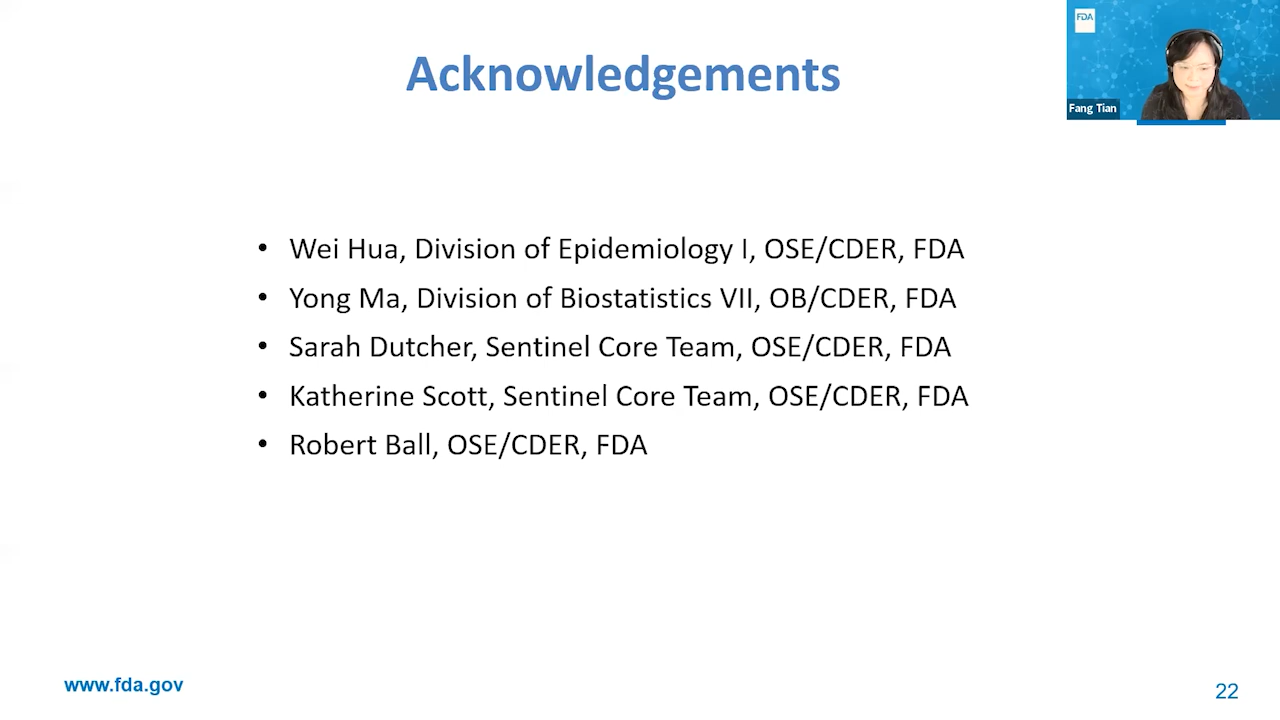 FDA
Acknowledgements
Fang Tian
• Wei Hua, Division of Epidemiology I, OSE/CDER, FDA
• Yong Ma, Division of Biostatistics VII, OB/CDER, FDA
• Sarah Dutcher, Sentinel Core Team, OSE/CDER, FDA
• Katherine Scott, Sentinel Core Team, OSE/CDER, FDA
• Robert Ball, OSE/CDER, FDA
www.fda.gov
22